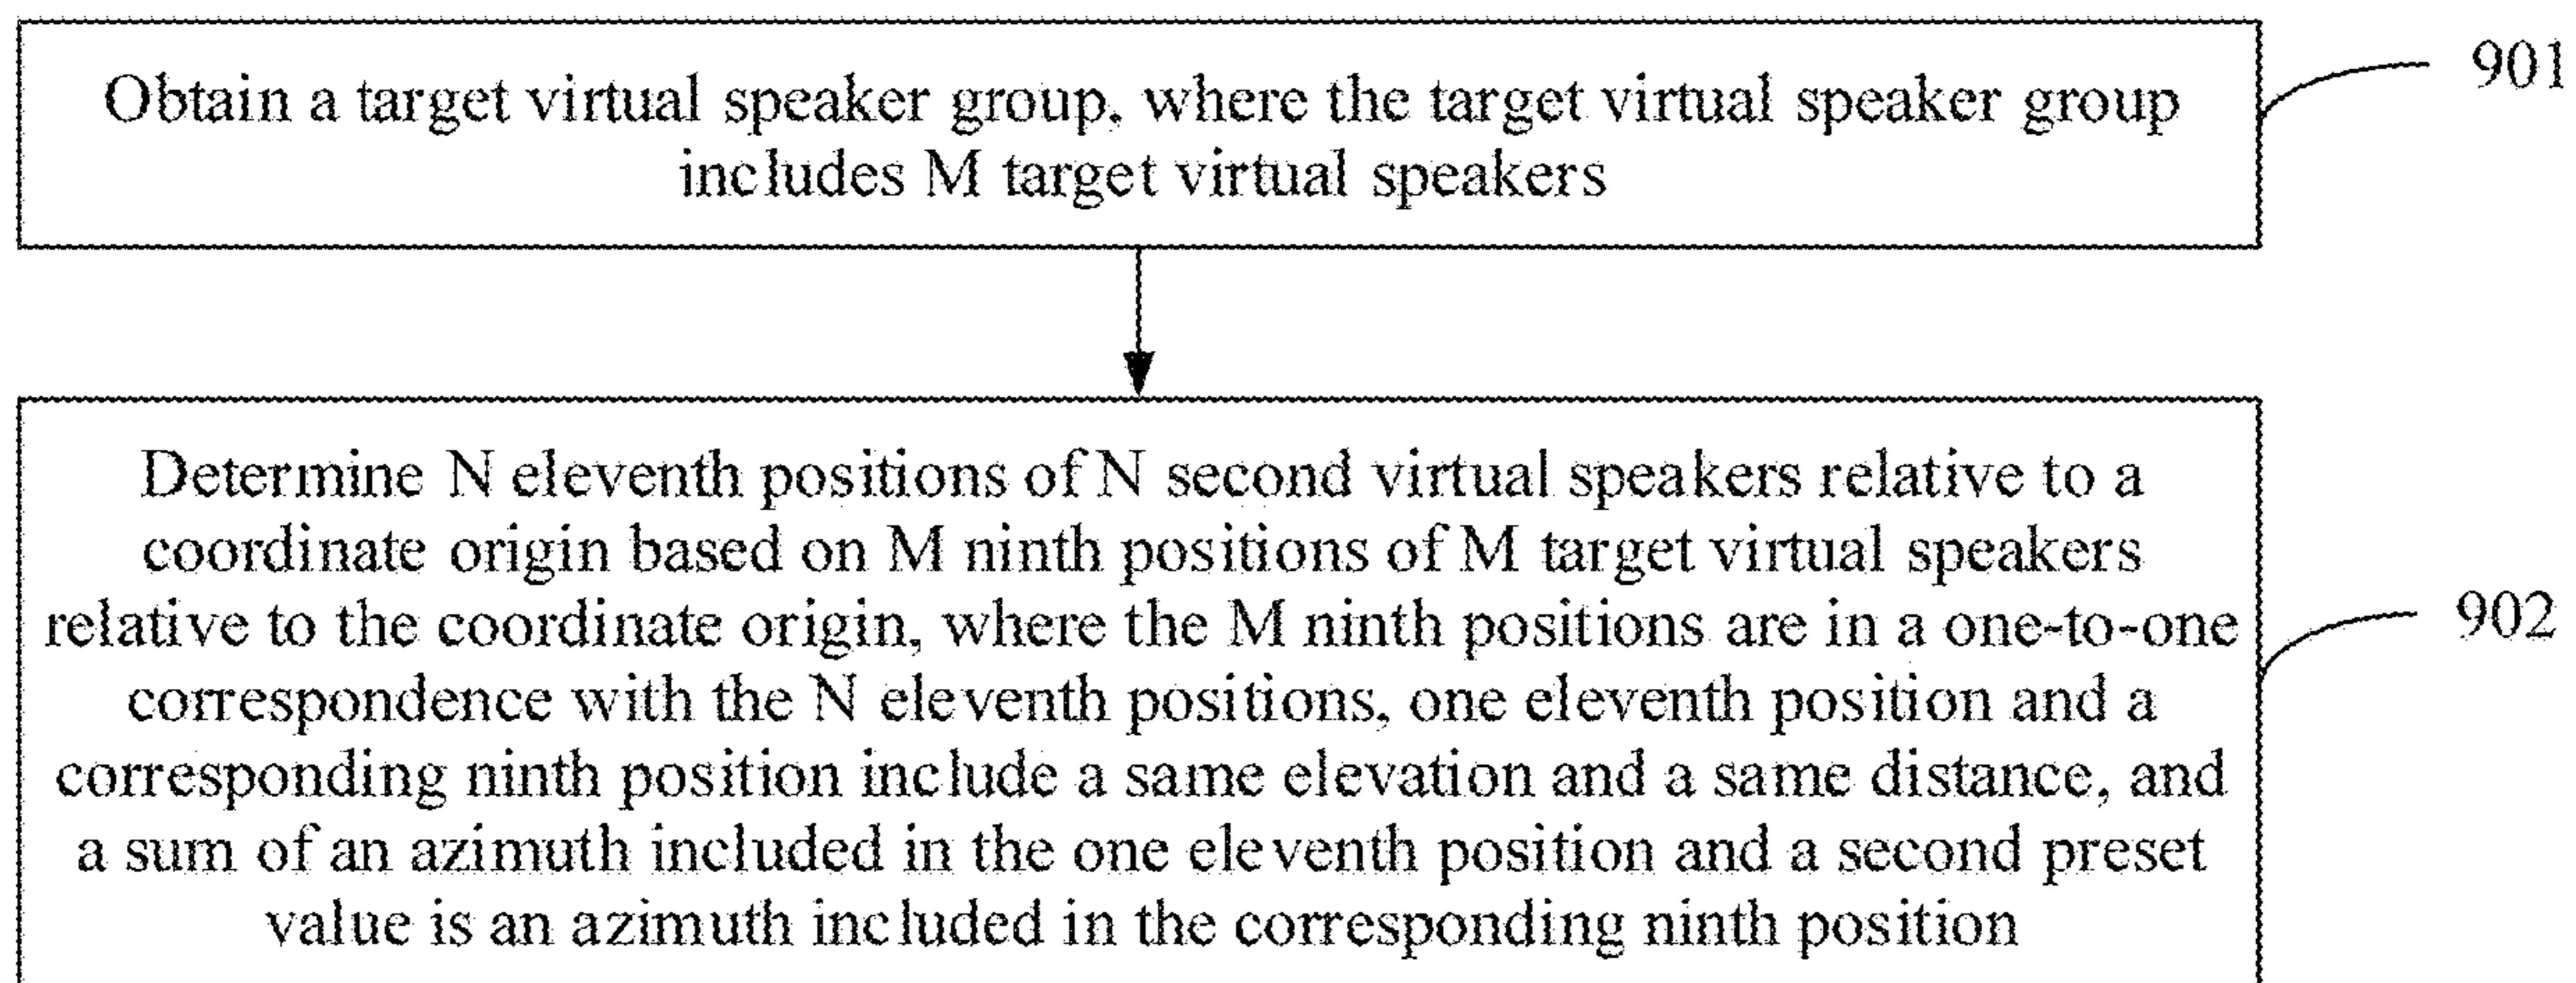 Obtain a target virtual speaker group, where the target virtual speaker group
includes M target virtual speakers
901
Determine N eleventh positions of N second virtual speakers relative to a
coordinate origin based on M ninth positions of M target virtual speakers
relative to the coordinate origin, where the M ninth positions are in a one-to-one
correspondence with the N eleventh positions, one eleventh position and a
corresponding ninth position include a same elevation and a same distance, and
a sum of an azimuth included in the one eleventh position and a second preset
value is an azimuth included in the corresponding ninth position
902